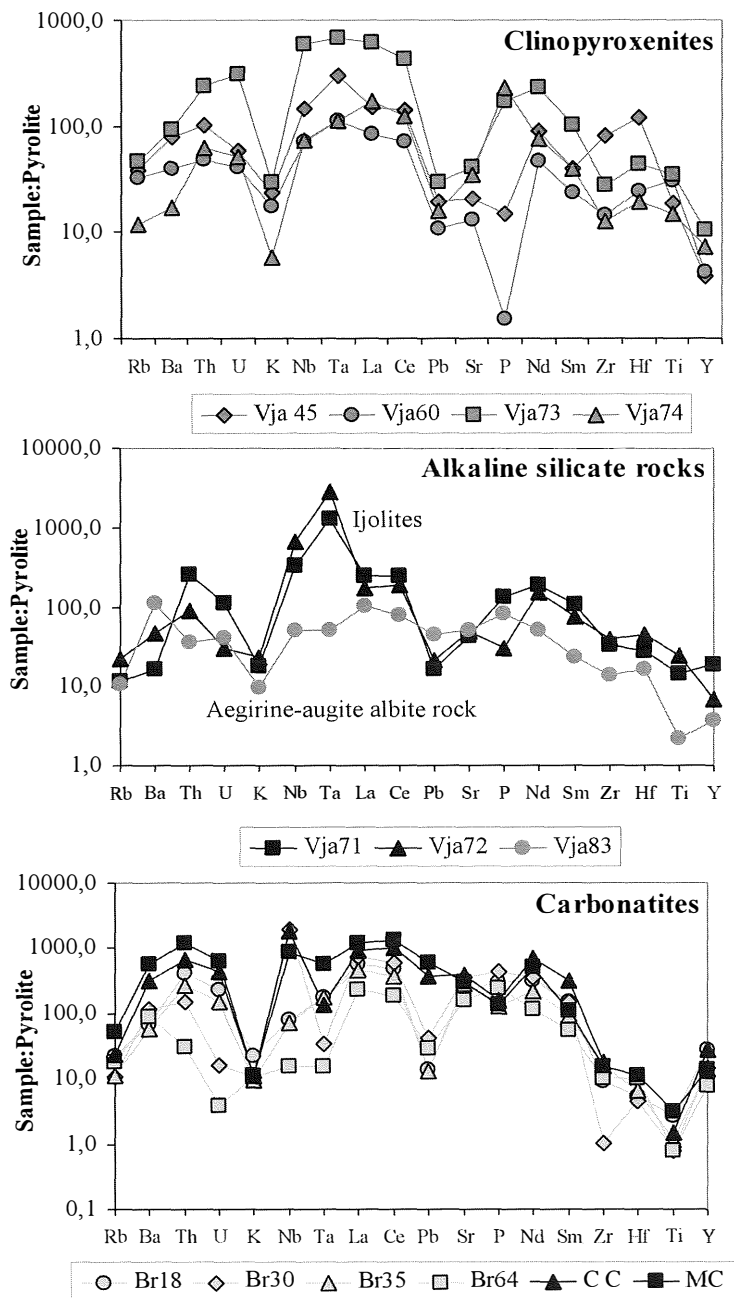 Clinopyroxenites
Sample:Pyrolite
1000,0
100,0
10,0
1,0
Rb Ba Th U K Nb Ta La Ce Pb Sr P Nd Sm Zr Hf Ti Y
Vja 45 Vja60 Vja73 Vja74
Alkaline silicate rocks
Sample:Pyrolite
10000,0
1000,0
100,0
10,0
1,0
Ijolites
Aegirine-augite albite rock
Rb Ba Th U K Nb Ta La Ce Pb Sr P Nd Sm Zr Hf Ti Y
Vja71 Vja72 Vja83
Carbonatites
Sample:Pyrolite
10000,0
1000,0
100,0
10,0
1,0
0,1
Rb Ba Th U K Nb Ta La Ce Pb Sr P Nd Sm Zr Hf Ti Y
Br18 Br30 Br35 Br64 C C MC